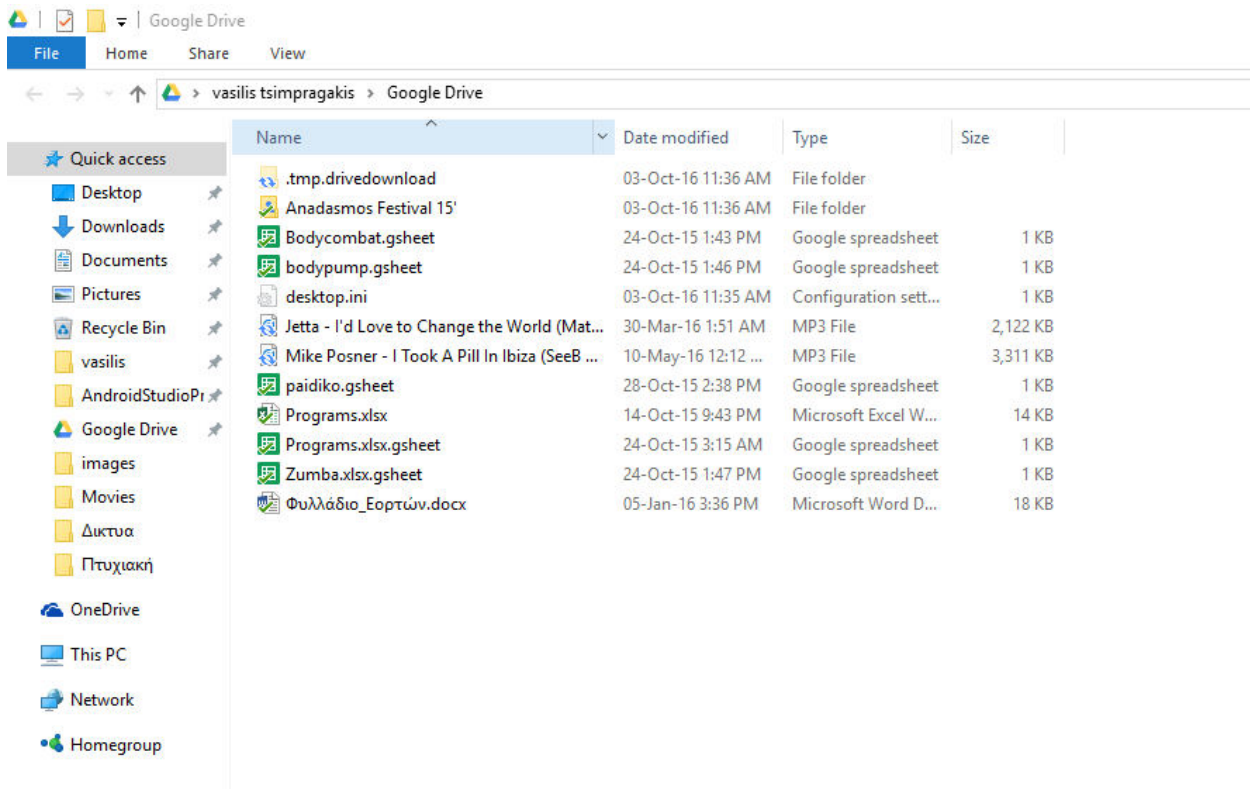 Google Drive
File Home Share View
vasilis tsimpragakis > Google Drive
Quick access
Desktop
Downloads
Documents
Pictures
Recycle Bin
vasilis
AndroidStudioPr
Google Drive
images
Movies
Δικτυα
Πτυχιακή
OneDrive
This PC
Network
Homegroup
Name Date modified Type Size
.tmp.drivedownload 03-Oct-16 11:36 AM File folder
Anadasmos Festival 15' 03-Oct-16 11:36 AM File folder
Bodycombat.gsheet 24-Oct-15 1:43 PM Google spreadsheet 1 KB
bodypump.gsheet 24-Oct-15 1:46 PM Google spreadsheet 1 KB
desktop.ini 03-Oct-16 11:35 AM Configuration sett... 1 KB
Jetta - I'd Love to Change the World (Mat... 30-Mar-16 1:51 AM MP3 File 2,122 KB
Mike Posner - I Took A Pill In Ibiza (SeeB ... 10-May-16 12:12 ... MP3 File 3,311 KB
paidiko.gsheet 28-Oct-15 2:38 PM Google spreadsheet 1 KB
Programs.xlsx 14-Oct-15 9:43 PM Microsoft Excel W... 14 KB
Programs.xlsx.gsheet 24-Oct-15 3:15 AM Google spreadsheet 1 KB
Zumba.xlsx.gsheet 24-Oct-15 1:47 PM Google spreadsheet 1 KB
Φυλλάδιο_Εορτών.docx 05-Jan-16 3:36 PM Microsoft Word D... 18 KB